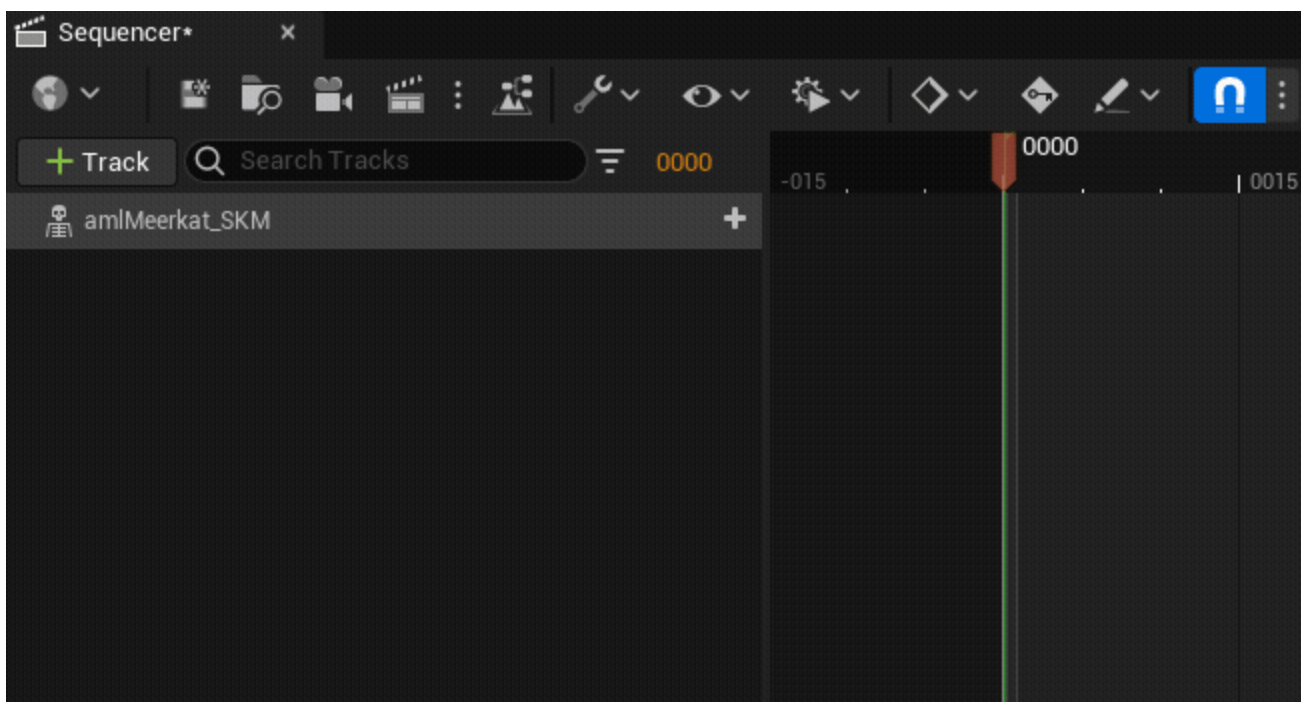 Sequencer*
+ Track
Search Tracks
0000
0000
-015
0015
amlMeerkat_SKM